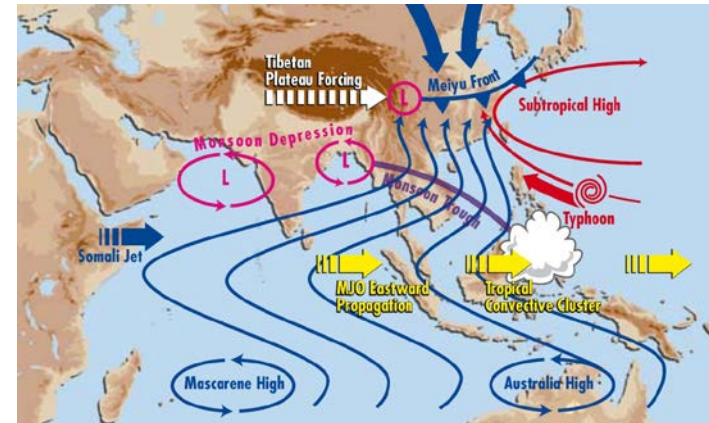 Tibetan
Plateau Forcing
L
Meiyu Front
Subtropical High
Monsoon Depression
L
L
Monsoon Trough
Typhoon
Somali Jet
MJO Eastward
Propagation
Tropical
Convective Cluster
Mascarene High
Australia High